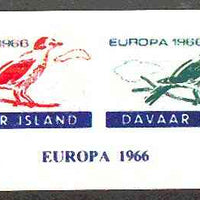 1966 EUROPA 1966
R ISLAND DAVAAR I
EUROPA 1966